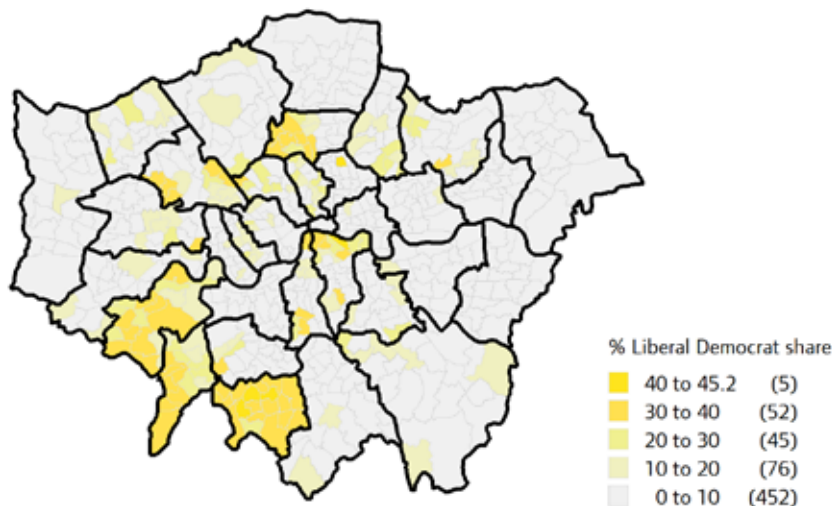 % Liberal Democrat share
40 to 45.2 (5)
30 to 40 (52)
20 to 30 (45)
10 to 20 (76)
0 to 10 (452)